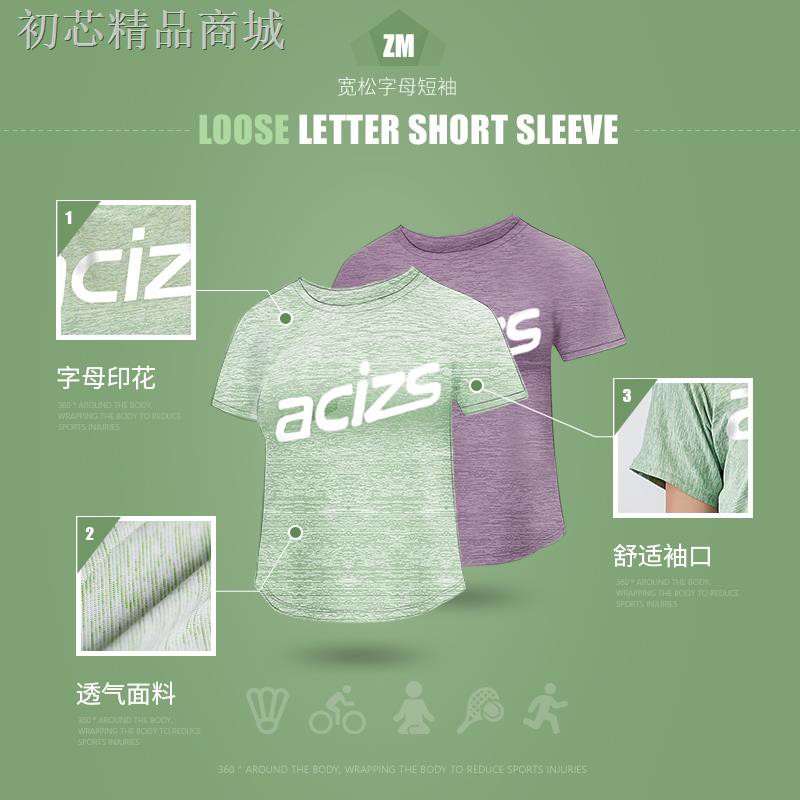 初芯精品商城
ZM
宽松字母短袖
LOOSE LETTER SHORT SLEEVE
1
ciz
字母印花
360 ° AROUND THE BODY,
WRAPPING THE BODY TO REDUCE
SPORTS INJURIES
acizs
s
3
舒适袖口
360 ° AROUND THE BODY,
WRAPPING THE BODY TO REDUCE
SPORTS INJURIES
2
透气面料
360 ° AROUND THE BODY,
WRAPPING THE BODY TO REDUCE
SPORTS INJURIES
360 ° AROUND THE BODY, WRAPPING THE BODY TO REDUCE SPORTS INJURIES